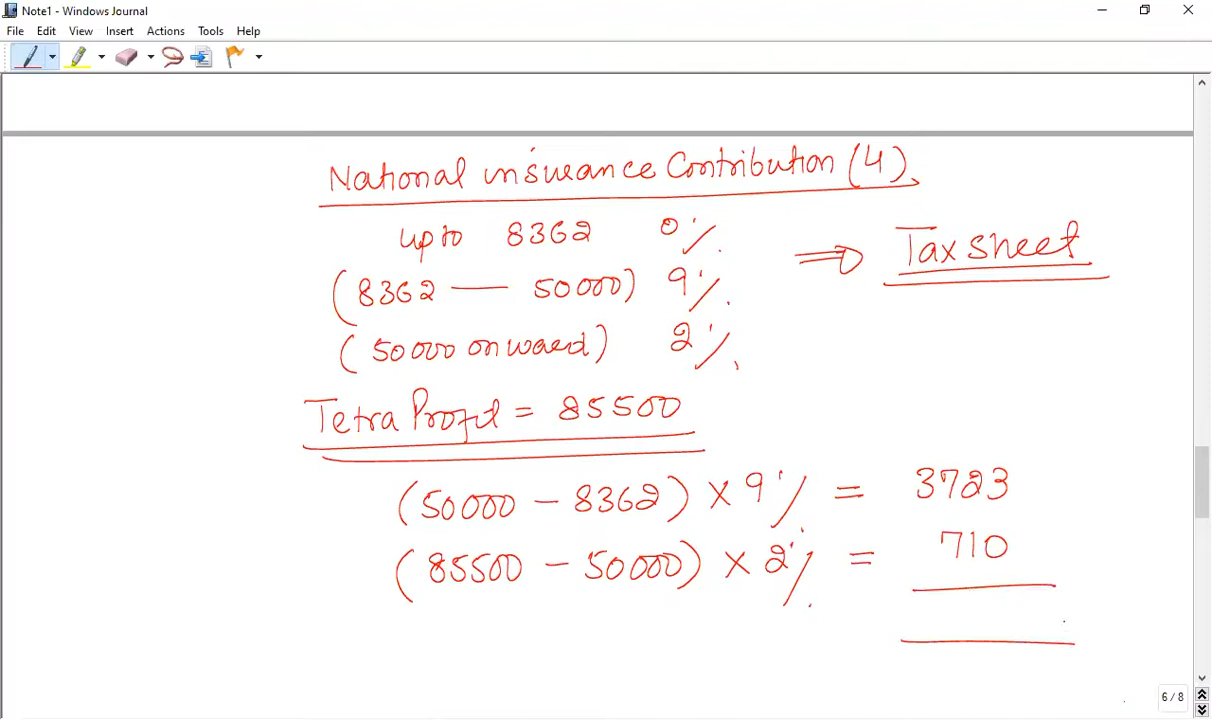 Note1 - Windows Journal
File Edit View Insert Actions Tools Help
National insurance Contribution (4)
upto 8362 0%
(8362 — 50000) 9%
(50000 onward) 2%
⇒ Tax sheet
Tetra Profit = 85500
(50000 - 8362) × 9% = 3723
(85500 - 50000) × 2% = 710
6 / 8